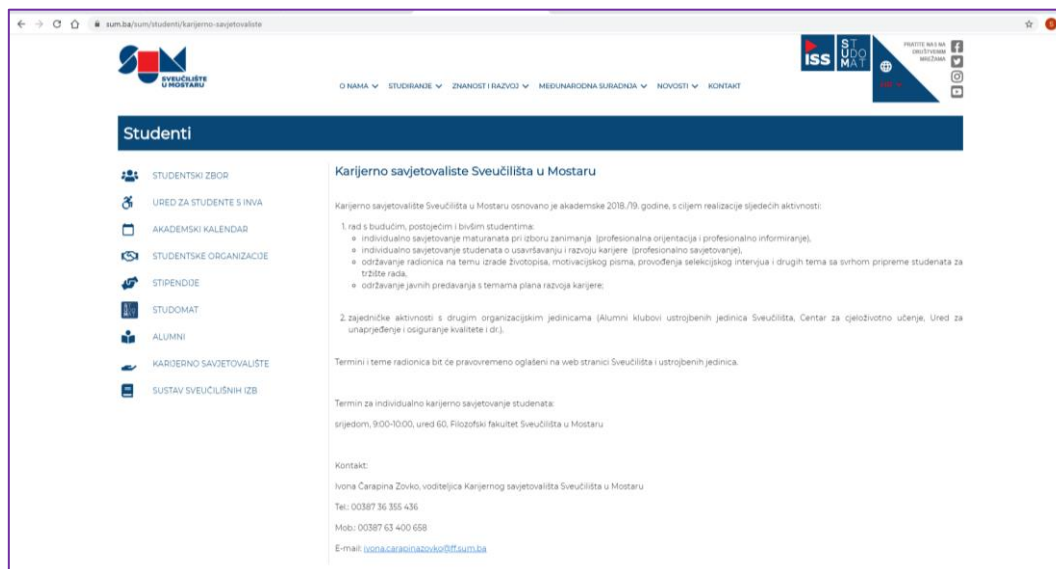 sum.ba/sum/studenti/karijerno-savjetovaliste
SUM
SVEUČILIŠTE
U MOSTARU
ISS
ST
UDO
MAT
PRATITE NAS NA
DRUŠTVENIM
MREŽAMA
O NAMA
STUDIRANJE
ZNANOST I RAZVOJ
MEĐUNARODNA SURADNJA
NOVOSTI
KONTAKT
Studenti
STUDENTSKI ZBOR
URED ZA STUDENTE S INVA
AKADEMSKI KALENDAR
STUDENTSKE ORGANIZACIJE
STIPENDIJE
STUDOMAT
ALUMNI
KARIJERNO SAVJETOVALIŠTE
SUSTAV SVEUČILIŠNIH IZB
Karijerno savjetovaliste Sveučilišta u Mostaru
Karijerno savjetovalište Sveučilišta u Mostaru osnovano je akademske 2018./19. godine, s ciljem realizacije sljedećih aktivnosti:
1. rad s budućim, postojećim i bivšim studentima:
individualno savjetovanje maturanata pri izboru zanimanja (profesionalna orijentacija i profesionalno informiranje),
individualno savjetovanje studenata o usavršavanju i razvoju karijere (profesionalno savjetovanje),
održavanje radionica na temu izrade životopisa, motivacijskog pisma, provođenja selekcijskog intervjua i drugih tema sa svrhom pripreme studenata za
tržište rada,
održavanje javnih predavanja s temama plana razvoja karijere;
2. zajedničke aktivnosti s drugim organizacijskim jedinicama (Alumni klubovi ustrojbenih jedinica Sveučilišta, Centar za cjeloživotno učenje, Ured za
unaprjeđenje i osiguranje kvalitete i dr.).
Termini i teme radionica bit će pravovremeno oglašeni na web stranici Sveučilišta i ustrojbenih jedinica.
Termin za individualno karijerno savjetovanje studenata:
srijedom, 9:00-10:00, ured 60, Filozofski fakultet Sveučilišta u Mostaru
Kontakt:
Ivona Čarapina Zovko, voditeljica Karijernog savjetovališta Sveučilišta u Mostaru
Tel.: 00387 36 355 436
Mob.: 00387 63 400 658
E-mail: ivona.carapinazovko@ff.sum.ba